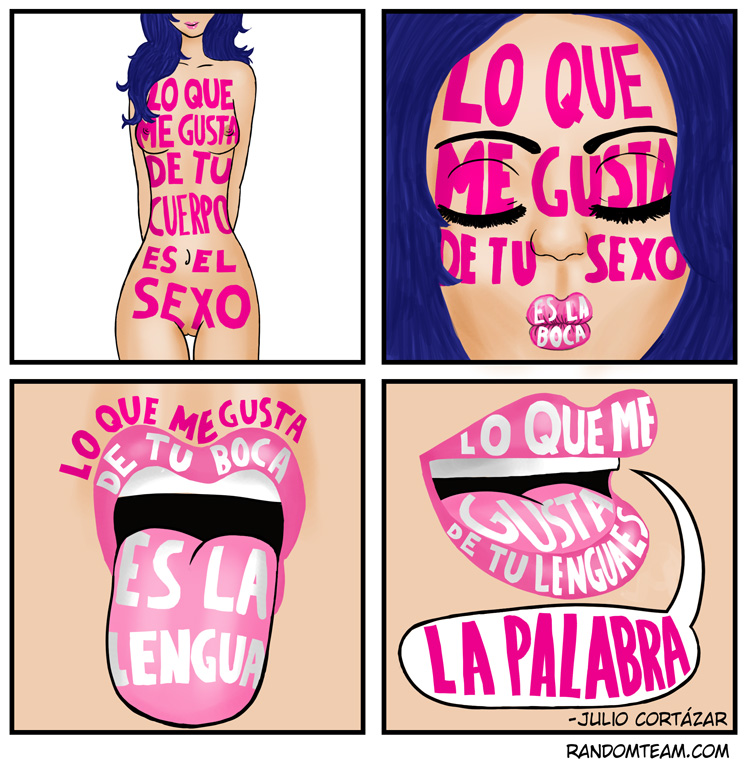 LO QUE
ME GUSTA
DE TU
CUERPO
ES EL
SEXO
LO QUE
ME GUSTA
DE TU SEXO
ES LA
BOCA
LO QUE ME GUSTA
DE TU BOCA
ES LA
LENGUA
LO QUE ME
GUSTA
DE TU LENGUA ES
LA PALABRA
-JULIO CORTÁZAR
RANDOMTEAM.COM